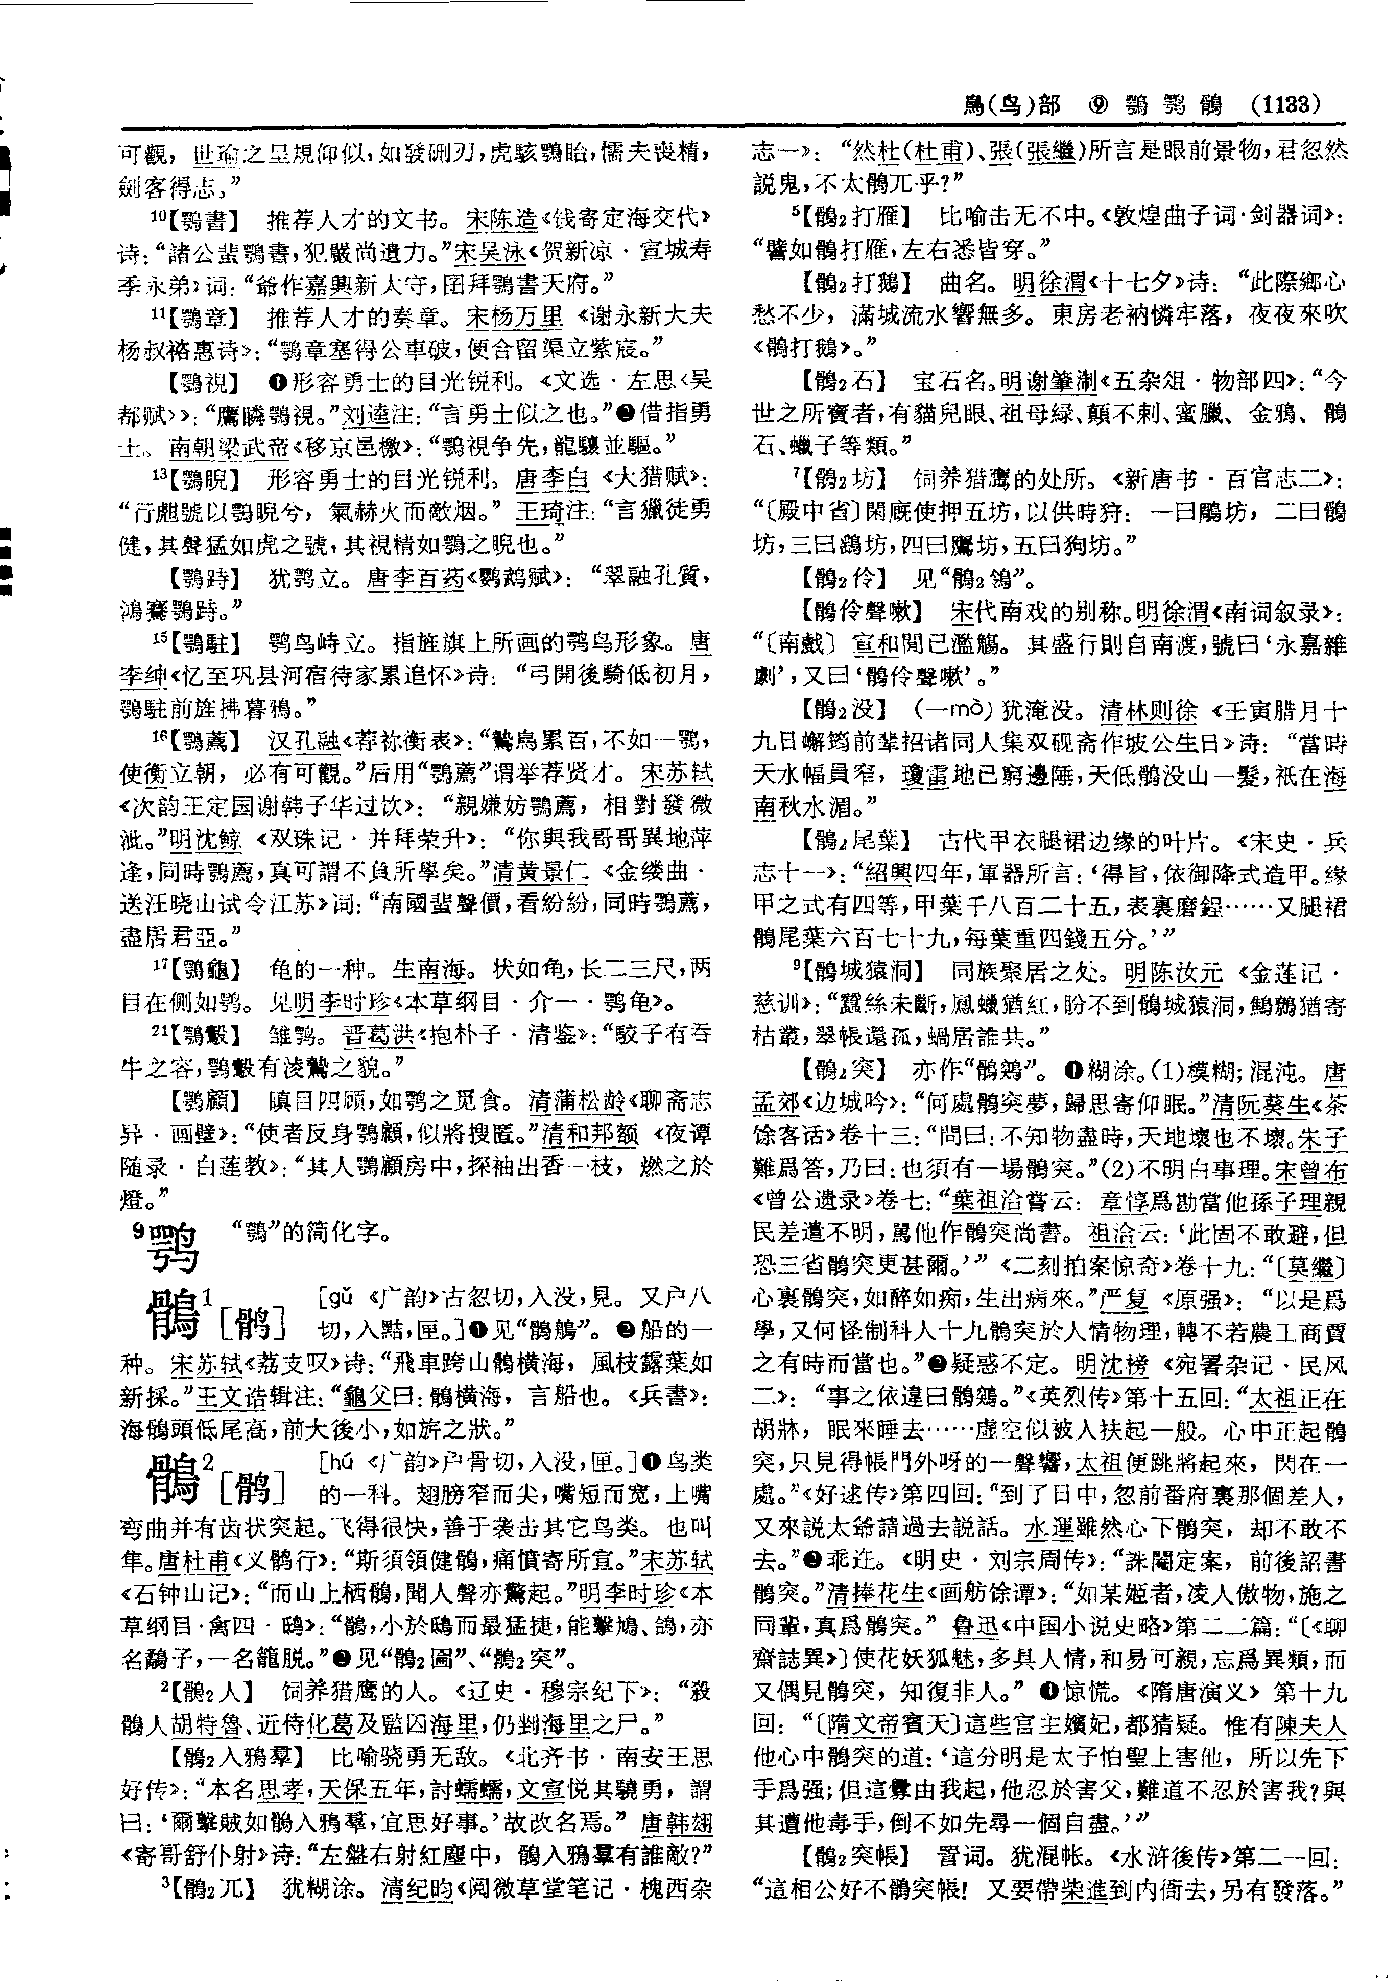 鳥(鸟)部 ⑨ 鶚 鹗 鶻 (1133)
可觀，世瑜之呈規仰似，如發硎刃，虎駭鶚眙，懦夫喪精，
劍客得志。”
10【鶚書】 推荐人才的文书。宋陈造《饯寄定海交代》
诗：“諸公蜚鶚書，犯嚴尚遺力。”宋吴泳《贺新凉·宣城寿
季永弟》词：“爺作嘉興新太守，囝拜鶚書天府。”
11【鶚章】 推荐人才的奏章。宋杨万里《谢永新大夫
杨叔袼惠诗》：“鶚章塞得公車破，便合留渠立紫宸。”
【鶚視】 ❶形容勇士的目光锐利。《文选·左思〈吴
都赋〉》：“鷹瞵鶚視。”刘逵注：“言勇士似之也。”❷借指勇
士。南朝梁武帝《移京邑檄》：“鶚視争先，龍驤並驅。”
13【鶚睨】 形容勇士的目光锐利。唐李白《大猎赋》：
“行虓號以鶚睨兮，氣赫火而敵烟。”王琦注：“言獵徒勇
健，其聲猛如虎之號，其視精如鶚之睨也。”
【鶚跱】 犹鹗立。唐李百药《鹦鹉赋》：“翠融孔質，
鴻騫鶚跱。”
15【鶚駐】 鹗鸟峙立。指旌旗上所画的鹗鸟形象。唐
李绅《忆至巩县河宿待家累追怀》诗：“弓開後騎低初月，
鶚駐前旌拂暮鴉。”
16【鶚薦】 汉孔融《荐祢衡表》：“鷙鳥累百，不如一鶚，
使衡立朝，必有可觀。”后用“鶚薦”谓举荐贤才。宋苏轼
《次韵王定国谢韩子华过饮》：“親嫌妨鶚薦，相對發微
泚。”明沈鲸《双珠记·并拜荣升》：“你與我哥哥異地萍
逢，同時鶚薦，真可謂不負所學矣。”清黄景仁《金缕曲·
送汪晓山试令江苏》词：“南國蜚聲價，看紛紛，同時鶚薦，
盡居君亞。”
17【鶚龜】 龟的一种。生南海。状如龟，长二三尺，两
目在侧如鹗。见明李时珍《本草纲目·介一·鹗龟》。
21【鶚鷇】 雏鹗。晋葛洪《抱朴子·清鉴》：“駮子有吞
牛之容，鶚鷇有淩鷙之貌。”
【鶚顧】 瞋目四顾，如鹗之觅食。清蒲松龄《聊斋志
异·画壁》：“使者反身鶚顧，似將搜匿。”清和邦额《夜谭
随录·白莲教》：“其人鶚顧房中，探袖出香一枝，燃之於
燈。”
9鹗 “鶚”的简化字。
鶻1［鹘］ ［gǔ 《广韵》古忽切，入没，見。又户八
切，入黠，匣。］❶见“鶻鵃”。❷船的一
种。宋苏轼《荔支叹》诗：“飛車跨山鶻橫海，風枝露葉如
新採。”王文诰辑注：“龜父曰：鶻橫海，言船也。《兵書》：
海鶻頭低尾高，前大後小，如旂之狀。”
鶻2［鹘］ ［hú 《广韵》户骨切，入没，匣。］❶鸟类
的一科。翅膀窄而尖，嘴短而宽，上嘴
弯曲并有齿状突起。飞得很快，善于袭击其它鸟类。也叫
隼。唐杜甫《义鹘行》：“斯須領健鶻，痛憤寄所宣。”宋苏轼
《石钟山记》：“而山上栖鶻，聞人聲亦驚起。”明李时珍《本
草纲目·禽四·鸱》：“鶻，小於鴟而最猛捷，能擊鳩、鴿，亦
名鷸子，一名籠脱。”❷见“鶻2圇”、“鶻2突”。
2【鶻2人】 饲养猎鹰的人。《辽史·穆宗纪下》：“殺
鶻人胡特魯、近侍化葛及監囚海里，仍剉海里之尸。”
【鶻2入鴉羣】 比喻骁勇无敌。《北齐书·南安王思
好传》：“本名思孝，天保五年，討蠕蠕，文宣悦其驍勇，謂
曰：‘爾擊賊如鶻入鴉羣，宜思好事。’故改名焉。”唐韩翃
《寄哥舒仆射》诗：“左盤右射紅塵中，鶻入鴉羣有誰敵？”
3【鶻2兀】 犹糊涂。清纪昀《阅微草堂笔记·槐西杂
志一》：“然杜(杜甫)、張(張繼)所言是眼前景物，君忽然
説鬼，不太鶻兀乎？”
5【鶻2打雁】 比喻击无不中。《敦煌曲子词·剑器词》：
“譬如鶻打雁，左右悉皆穿。”
【鶻2打鵝】 曲名。明徐渭《十七夕》诗：“此際鄉心
愁不少，滿城流水響無多。東房老衲憐牢落，夜夜來吹
《鶻打鵝》。”
【鶻2石】 宝石名。明谢肇淛《五杂俎·物部四》：“今
世之所寶者，有貓兒眼、祖母緑、顛不剌、蜜臘、金鴉、鶻
石、蠟子等類。”
7【鶻2坊】 饲养猎鹰的处所。《新唐书·百官志二》：
“〔殿中省〕閑廐使押五坊，以供時狩：一曰鵰坊，二曰鶻
坊，三曰鷂坊，四曰鷹坊，五曰狗坊。”
【鶻2伶】 见“鶻2鴒”。
【鶻伶聲嗽】 宋代南戏的别称。明徐渭《南词叙录》：
“〔南戲〕宣和間已濫觴。其盛行則自南渡，號曰‘永嘉雜
劇’，又曰‘鶻伶聲嗽’。”
【鶻2没】 (一mò)犹淹没。清林则徐《壬寅腊月十
九日嶰筠前辈招诸同人集双砚斋作坡公生日》诗：“當時
天水幅員窄，瓊雷地已窮邊陲，天低鶻没山一髮，祇在海
南秋水湄。”
【鶻2尾葉】 古代甲衣腿裙边缘的叶片。《宋史·兵
志十一》：“紹興四年，軍器所言：‘得旨，依御降式造甲。緣
甲之式有四等，甲葉千八百二十五，表裏磨鋥……又腿裙
鶻尾葉六百七十九，每葉重四錢五分。’”
9【鶻城猿洞】 同族聚居之处。明陈汝元《金莲记·
慈训》：“蠶絲未斷，鳳蠟猶紅，盼不到鶻城猿洞，鷦鷯猶寄
枯叢，翠帳還孤，蝸居誰共。”
【鶻2突】 亦作“鶻鶟”。❶糊涂。(1)模糊；混沌。唐
孟郊《边城吟》：“何處鶻突夢，歸思寄仰眠。”清阮葵生《茶
馀客话》卷十三：“問曰：不知物盡時，天地壞也不壞。朱子
難爲答，乃曰：也須有一場鶻突。”(2)不明白事理。宋曾布
《曾公遗录》卷七：“葉祖洽嘗云：章惇爲勘當他孫子理親
民差遣不明，罵他作鶻突尚書。祖洽云：‘此固不敢避，但
恐三省鶻突更甚爾。’”《二刻拍案惊奇》卷十九：“〔莫繼〕
心裏鶻突，如醉如痴，生出病來。”严复《原强》：“以是爲
學，又何怪制科人十九鶻突於人情物理，轉不若農工商賈
之有時而當也。”❷疑惑不定。明沈榜《宛署杂记·民风
二》：“事之依違曰鶻鶟。”《英烈传》第十五回：“太祖正在
胡牀，眠來睡去……虚空似被人扶起一般。心中正起鶻
突，只見得帳門外呀的一聲響，太祖便跳將起來，閃在一
處。”《好逑传》第四回：“到了日中，忽前番府裏那個差人，
又來説太爺請過去説話。水運雖然心下鶻突，却不敢不
去。”❸乖迕。《明史·刘宗周传》：“誅閹定案，前後詔書
鶻突。”清捧花生《画舫馀谭》：“如某姬者，凌人傲物，施之
同輩，真爲鶻突。”鲁迅《中国小说史略》第二二篇：“〔《聊
齋誌異》〕使花妖狐魅，多具人情，和易可親，忘爲異類，而
又偶見鶻突，知復非人。”❹惊慌。《隋唐演义》第十九
回：“〔隋文帝賓天〕這些宫主嬪妃，都猜疑。惟有陳夫人
他心中鶻突的道：‘這分明是太子怕聖上害他，所以先下
手爲强；但這釁由我起，他忍於害父，難道不忍於害我？與
其遭他毒手，倒不如先尋一個自盡。’”
【鶻2突帳】 詈词。犹混帐。《水浒後传》第二一回：
“這相公好不鶻突帳！又要帶柴進到内衙去，另有發落。”